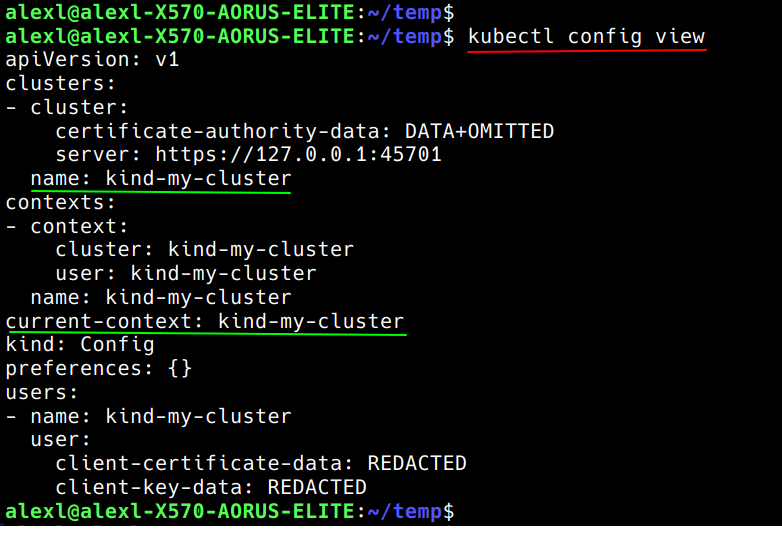 alexl@alexl-X570-AORUS-ELITE:~/temp$
alexl@alexl-X570-AORUS-ELITE:~/temp$ kubectl config view
apiVersion: v1
clusters:
- cluster:
    certificate-authority-data: DATA+OMITTED
    server: https://127.0.0.1:45701
  name: kind-my-cluster
contexts:
- context:
    cluster: kind-my-cluster
    user: kind-my-cluster
  name: kind-my-cluster
current-context: kind-my-cluster
kind: Config
preferences: {}
users:
- name: kind-my-cluster
  user:
    client-certificate-data: REDACTED
    client-key-data: REDACTED
alexl@alexl-X570-AORUS-ELITE:~/temp$